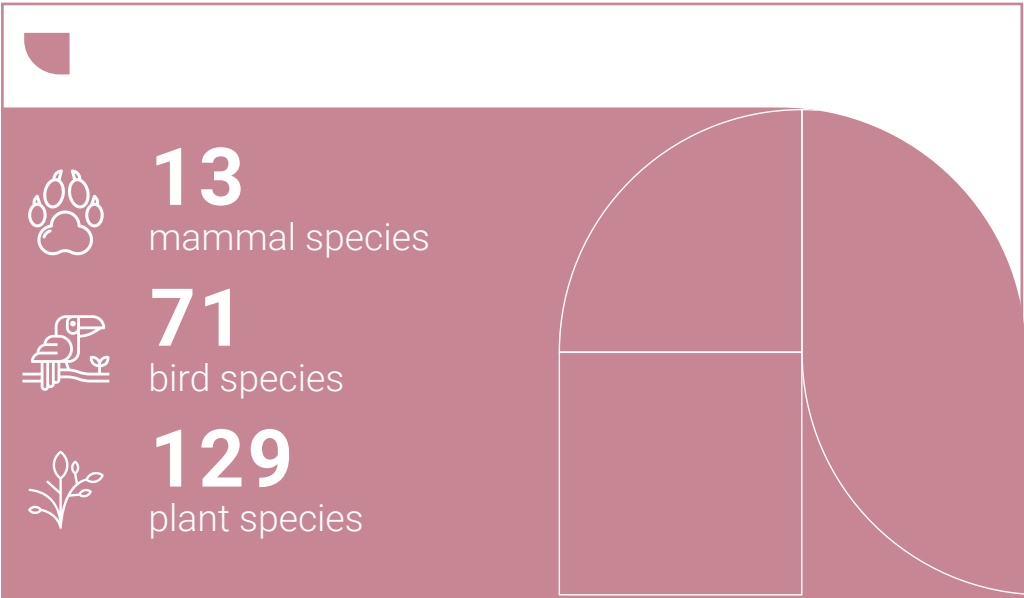 13
mammal species
71
bird species
129
plant species